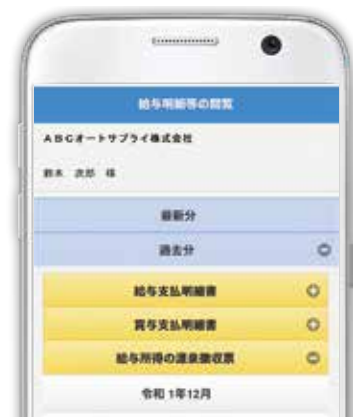 給与明細等の閲覧
ABCオートサプライ株式会社
鈴木 次郎 様
最新分
過去分
給与支払明細書
賞与支払明細書
給与所得の源泉徴収票
令和 1年12月